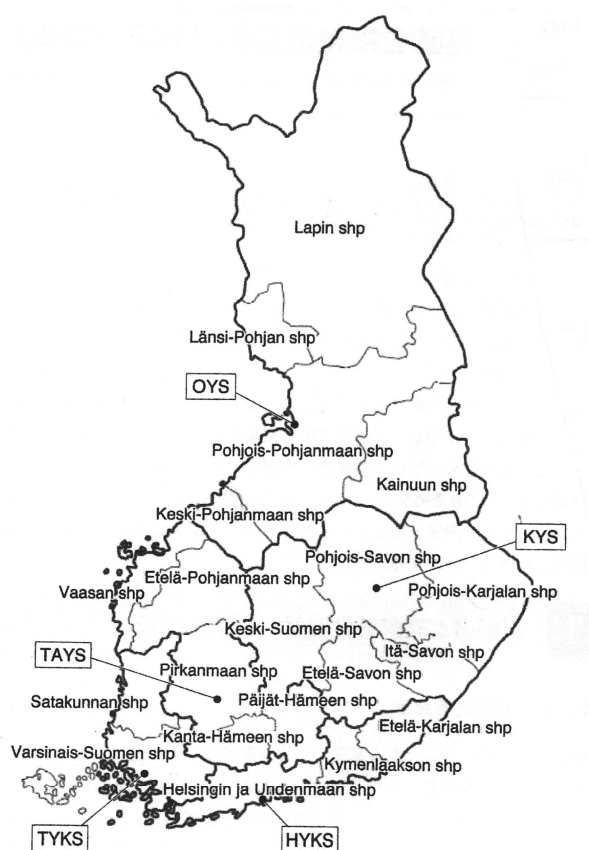 Lapin shp
Länsi-Pohjan shp
OYS
Pohjois-Pohjanmaan shp
Kainuun shp
Keski-Pohjanmaan shp
KYS
Pohjois-Savon shp
Etelä-Pohjanmaan shp
Vaasan shp
Pohjois-Karjalan shp
Keski-Suomen shp
TAYS
Itä-Savon shp
Pirkanmaan shp
Etelä-Savon shp
Satakunnan shp
Päijät-Hämeen shp
Etelä-Karjalan shp
Kanta-Hämeen shp
Varsinais-Suomen shp
Kymenlaakson shp
Helsingin ja Uudenmaan shp
TYKS
HYKS